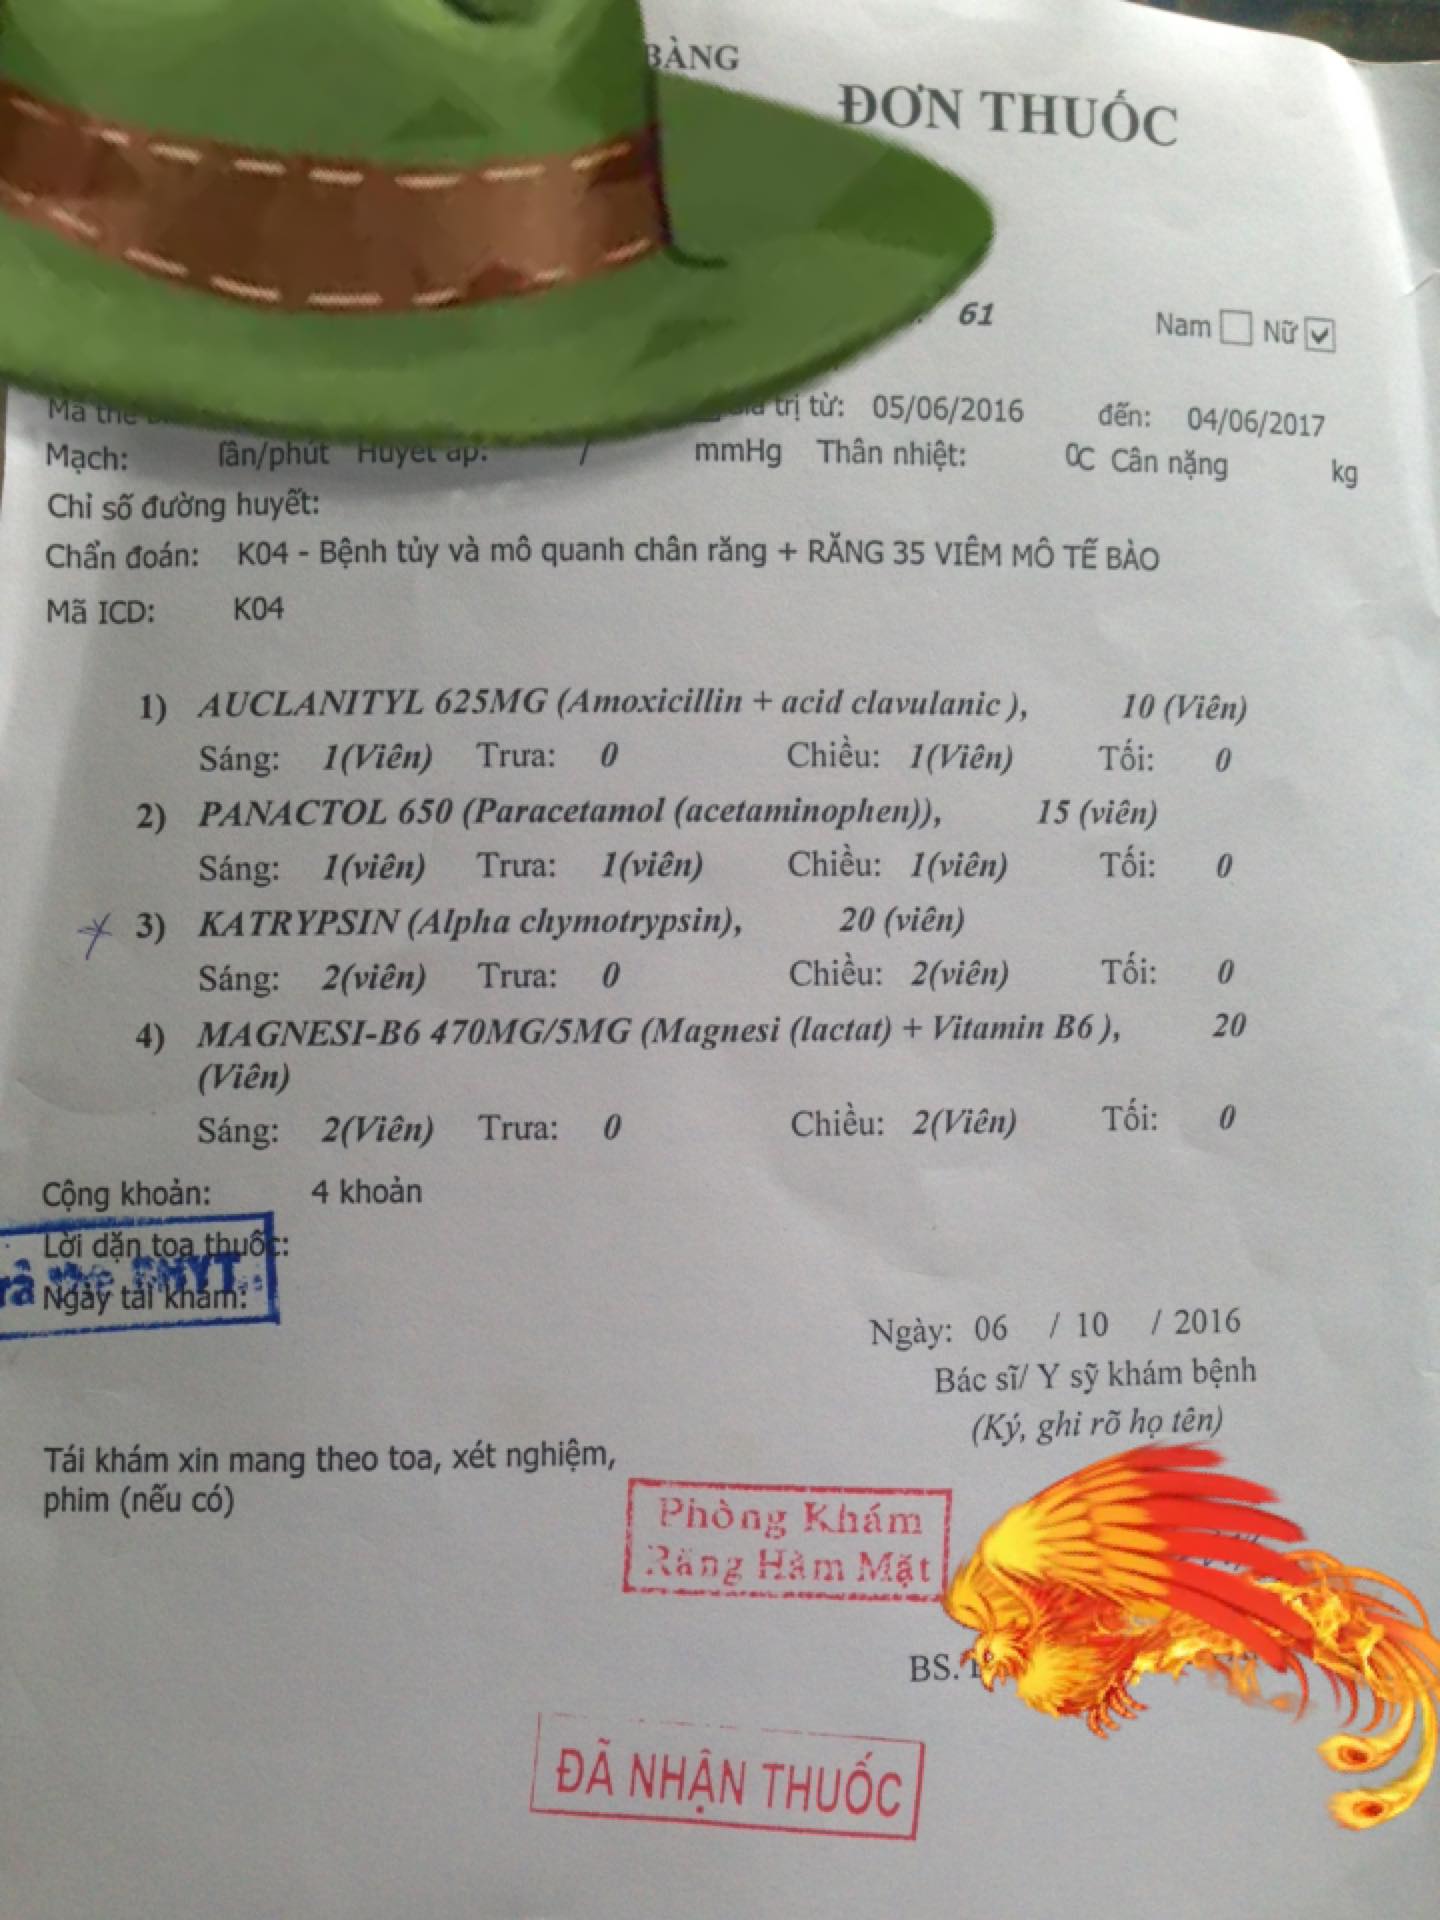 BÀNG
ĐƠN THUỐC
61 Nam Nữ
Mã thẻ trị từ: 05/06/2016 đến: 04/06/2017
Mạch: lần/phút Huyết áp: / mmHg Thân nhiệt: 0C Cân nặng kg
Chỉ số đường huyết:
Chẩn đoán: K04 - Bệnh tủy và mô quanh chân răng + RĂNG 35 VIÊM MÔ TẾ BÀO
Mã ICD: K04
1) AUCLANITYL 625MG (Amoxicillin + acid clavulanic ), 10 (Viên)
Sáng: 1(Viên) Trưa: 0 Chiều: 1(Viên) Tối: 0
2) PANACTOL 650 (Paracetamol (acetaminophen)), 15 (viên)
Sáng: 1(viên) Trưa: 1(viên) Chiều: 1(viên) Tối: 0
3) KATRYPSIN (Alpha chymotrypsin), 20 (viên)
Sáng: 2(viên) Trưa: 0 Chiều: 2(viên) Tối: 0
4) MAGNESI-B6 470MG/5MG (Magnesi (lactat) + Vitamin B6 ), 20
(Viên)
Sáng: 2(Viên) Trưa: 0 Chiều: 2(Viên) Tối: 0
Cộng khoản: 4 khoản
Lời dặn toa thuốc:
thẻ BHYT
Ngày tái khám:
Ngày: 06 / 10 / 2016
Bác sĩ/ Y sỹ khám bệnh
(Ký, ghi rõ họ tên)
Tái khám xin mang theo toa, xét nghiệm,
phim (nếu có)
Phòng Khám
Răng Hàm Mặt
BS.
ĐÃ NHẬN THUỐC